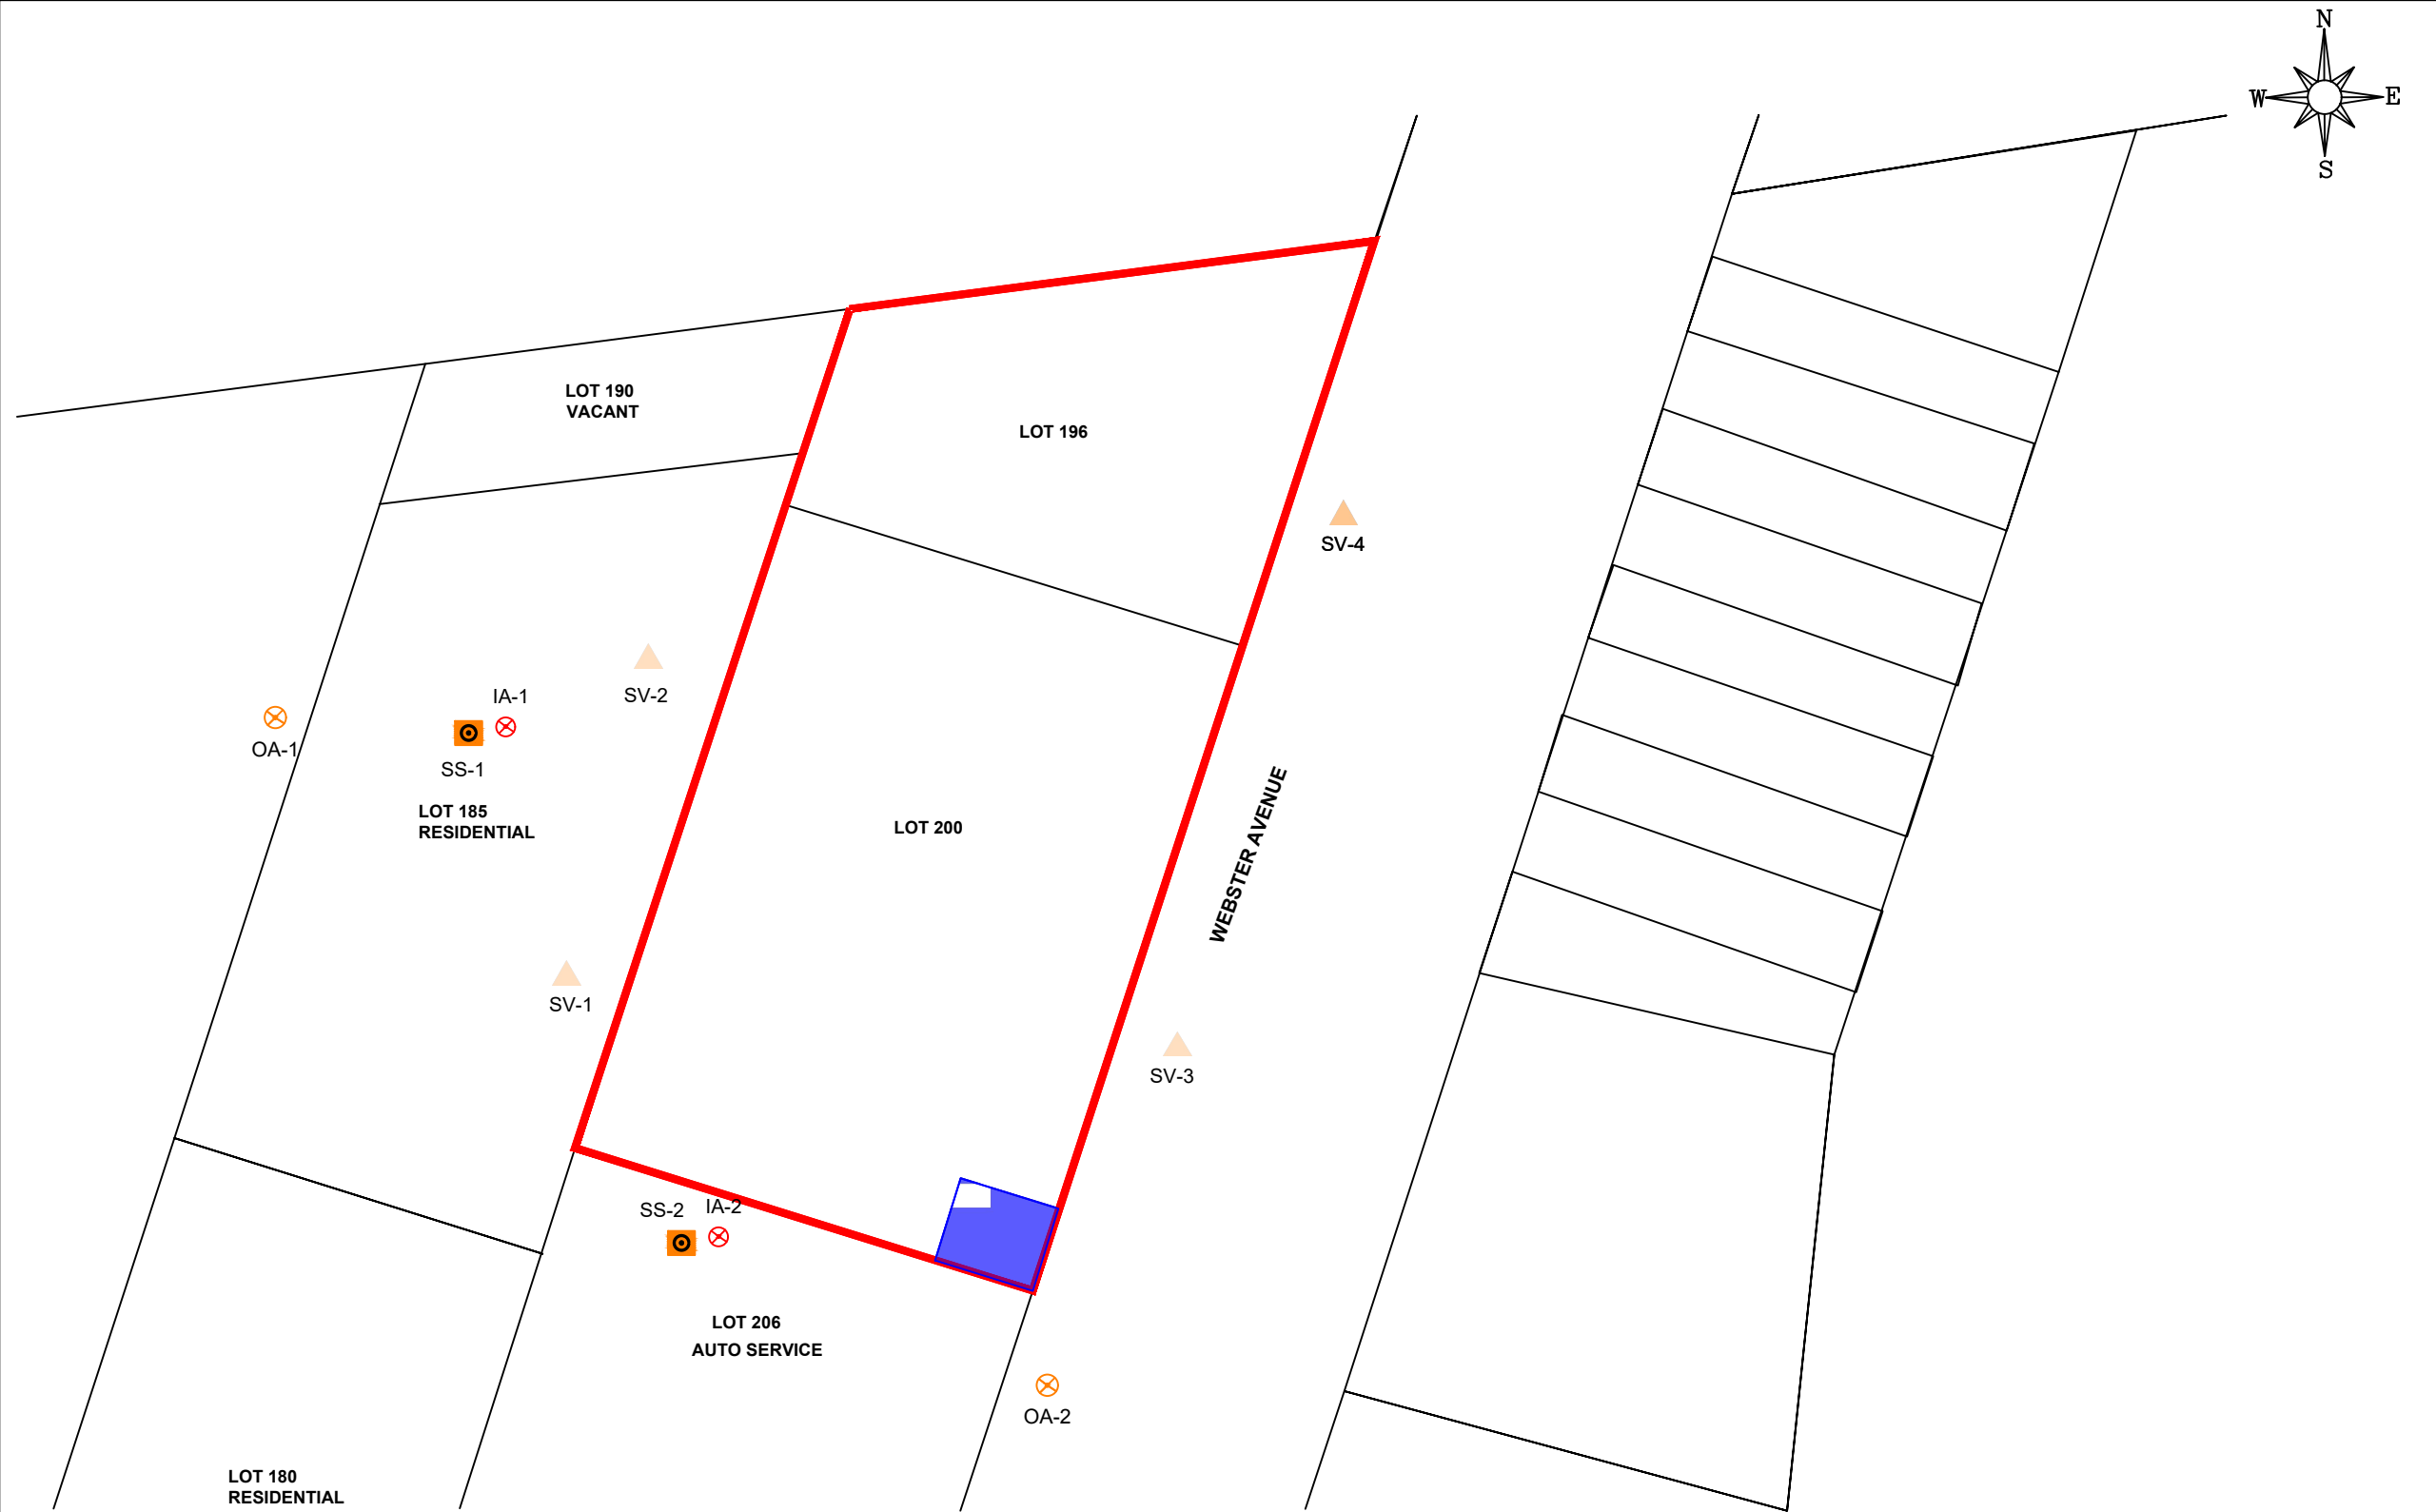 N
W
E
S
LOT 190
VACANT
LOT 196
SV-4
IA-1
SV-2
OA-1
SS-1
LOT 185
RESIDENTIAL
LOT 200
WEBSTER AVENUE
SV-1
SV-3
SS-2
IA-2
LOT 206
AUTO SERVICE
OA-2
LOT 180
RESIDENTIAL